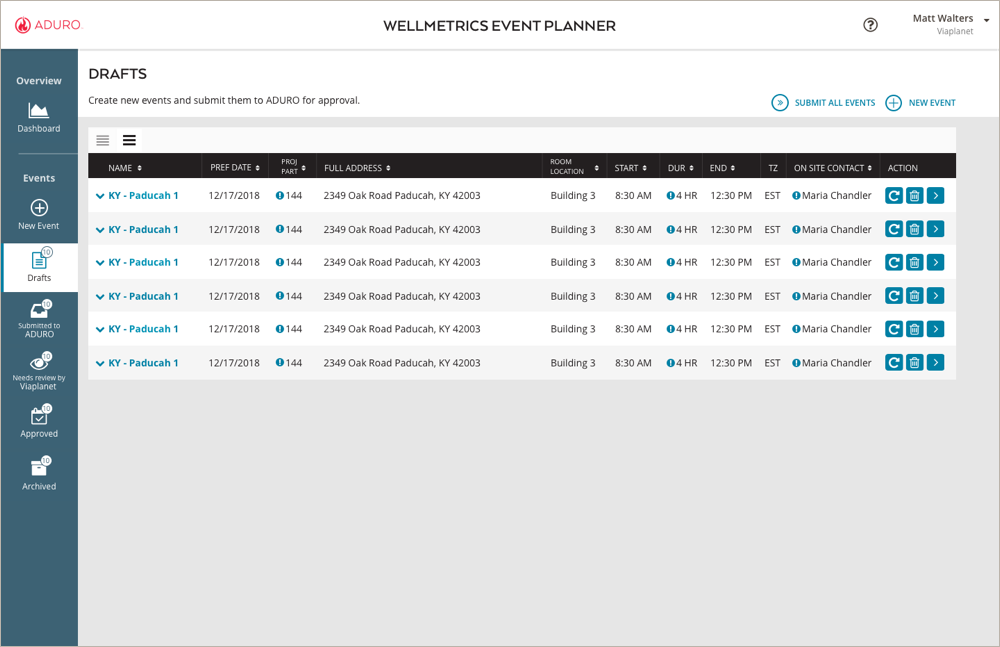 ADURO.
WELLMETRICS EVENT PLANNER
?
Matt Walters
Viaplanet
Overview
Dashboard
Events
New Event
10
Drafts
10
Submitted to
ADURO
10
Needs review by
Viaplanet
10
Approved
10
Archived
DRAFTS
Create new events and submit them to ADURO for approval.
SUBMIT ALL EVENTS
NEW EVENT
NAME PREF DATE PROJ PART FULL ADDRESS ROOM LOCATION START DUR END TZ ON SITE CONTACT ACTION
KY - Paducah 1 12/17/2018 144 2349 Oak Road Paducah, KY 42003 Building 3 8:30 AM 4 HR 12:30 PM EST Maria Chandler
KY - Paducah 1 12/17/2018 144 2349 Oak Road Paducah, KY 42003 Building 3 8:30 AM 4 HR 12:30 PM EST Maria Chandler
KY - Paducah 1 12/17/2018 144 2349 Oak Road Paducah, KY 42003 Building 3 8:30 AM 4 HR 12:30 PM EST Maria Chandler
KY - Paducah 1 12/17/2018 144 2349 Oak Road Paducah, KY 42003 Building 3 8:30 AM 4 HR 12:30 PM EST Maria Chandler
KY - Paducah 1 12/17/2018 144 2349 Oak Road Paducah, KY 42003 Building 3 8:30 AM 4 HR 12:30 PM EST Maria Chandler
KY - Paducah 1 12/17/2018 144 2349 Oak Road Paducah, KY 42003 Building 3 8:30 AM 4 HR 12:30 PM EST Maria Chandler